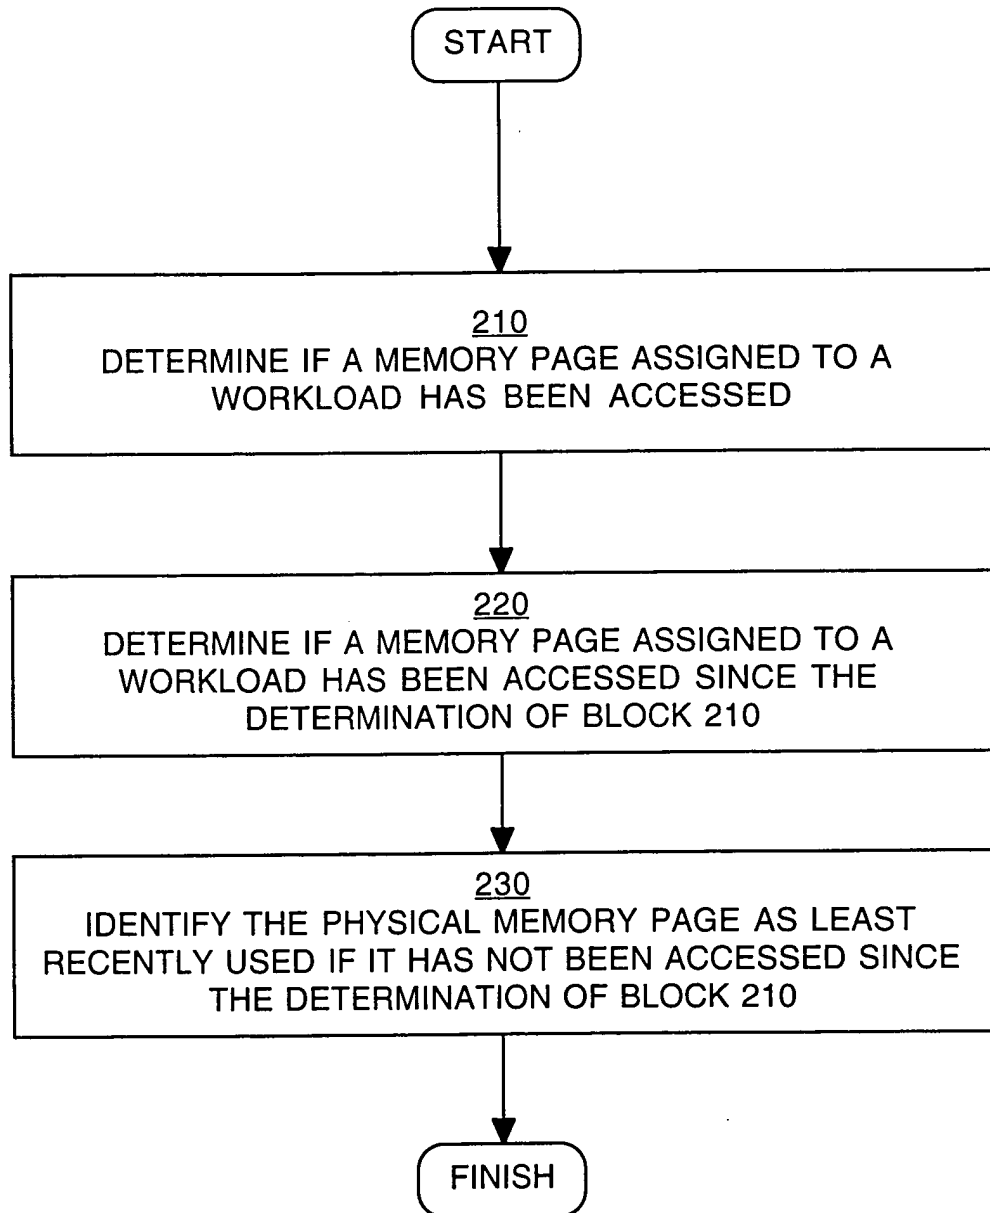 START
210
DETERMINE IF A MEMORY PAGE ASSIGNED TO A
WORKLOAD HAS BEEN ACCESSED
220
DETERMINE IF A MEMORY PAGE ASSIGNED TO A
WORKLOAD HAS BEEN ACCESSED SINCE THE
DETERMINATION OF BLOCK 210
230
IDENTIFY THE PHYSICAL MEMORY PAGE AS LEAST
RECENTLY USED IF IT HAS NOT BEEN ACCESSED SINCE
THE DETERMINATION OF BLOCK 210
FINISH